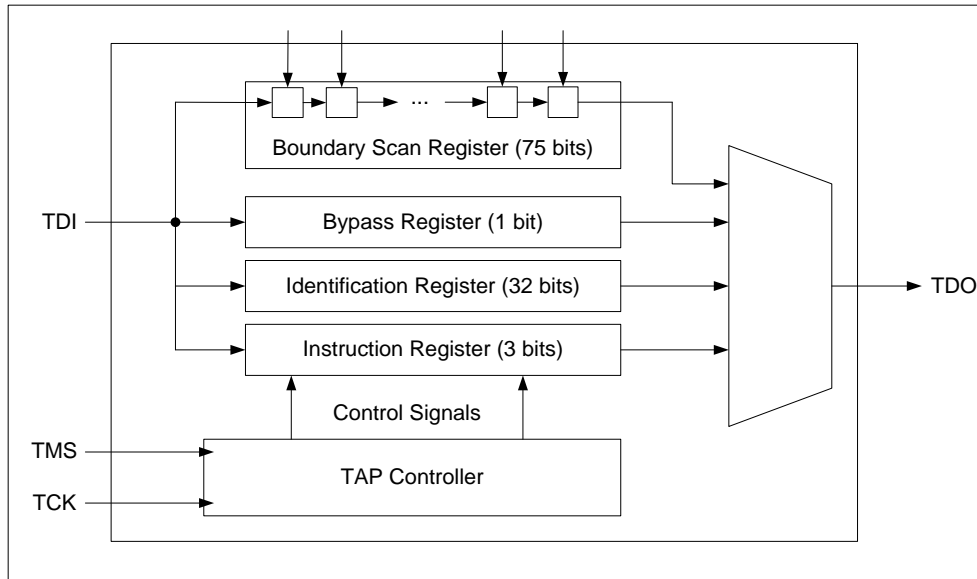 ...
Boundary Scan Register (75 bits)
TDI
Bypass Register (1 bit)
Identification Register (32 bits)
TDO
Instruction Register (3 bits)
Control Signals
TMS
TAP Controller
TCK